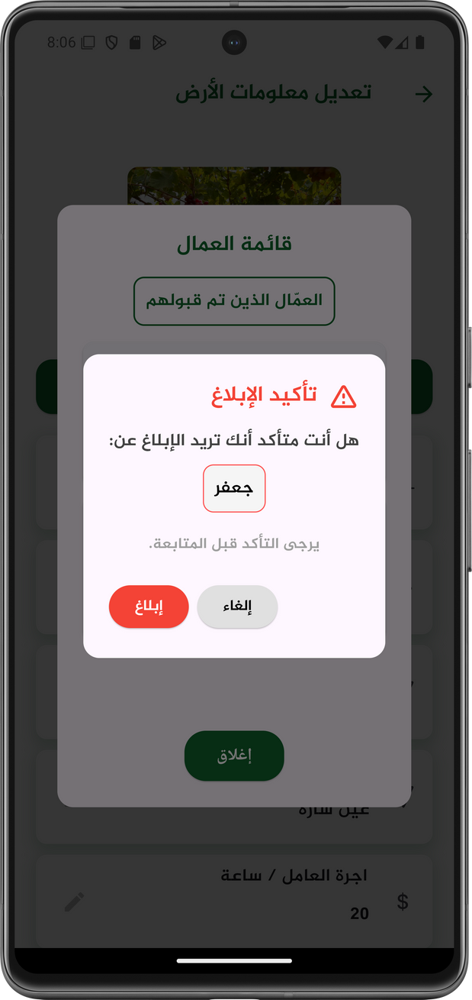 8:06
تعديل معلومات الأرض
قائمة العمال
العمّال الذين تم قبولهم
تأكيد الإبلاغ
هل أنت متأكد أنك تريد الإبلاغ عن:
جعفر
يرجى التأكد قبل المتابعة.
إلغاء
إبلاغ
إغلاق
عين سارة
اجرة العامل / ساعة
$
20